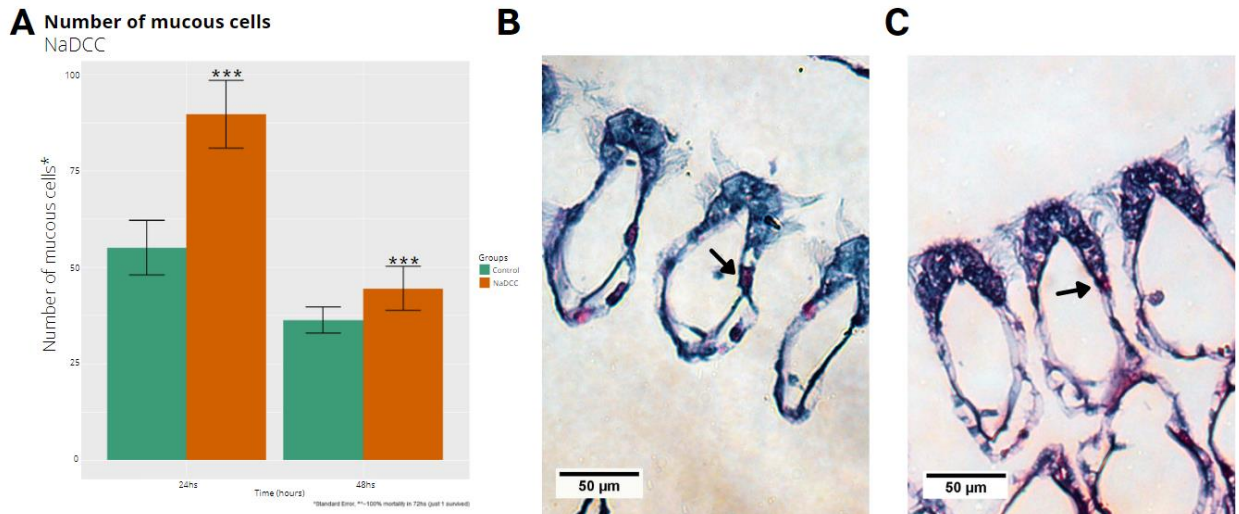 A
Number of mucous cells
NaDCC
***
***
100
75
50
25
0
Number of mucous cells*
24hs
48hs
Time (hours)
Groups
Control
NaDCC
*Standard Error, **~100% mortality in 72hs (just 1 survived)
B
50 µm
C
50 µm